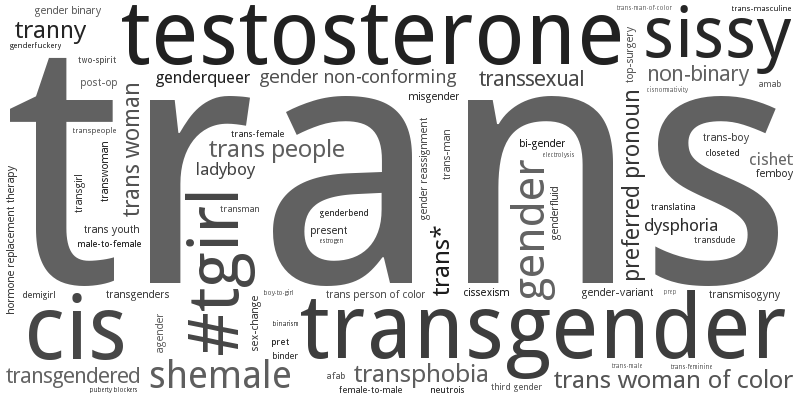 gender binary
testosterone
trans-man-of-color
trans-masculine
tranny
sissy
genderfuckery
two-spirit
top-surgery
post-op
genderqueer
gender non-conforming
transsexual
non-binary
amab
cisnormativity
misgender
trans
transpeople
trans woman
trans-female
trans people
ladyboy
gender reassignment
trans-man
bi-gender
electrolysis
preferred pronoun
trans-boy
closeted
cishet
femboy
hormone replacement therapy
transgirl
transwoman
#tgirl
transman
genderbend
present
estrogen
trans*
gender
genderfluid
translatina
dysphoria
transdude
trans youth
male-to-female
demigirl
transgenders
boy-to-girl
trans person of color
cissexism
gender-variant
prep
transmisogyny
cis
agender
sex-change
binarism
pret
binder
transgender
transgendered
puberty blockers
shemale
afab
transphobia
female-to-male
neutrois
third gender
trans-male
trans-feminine
trans woman of color